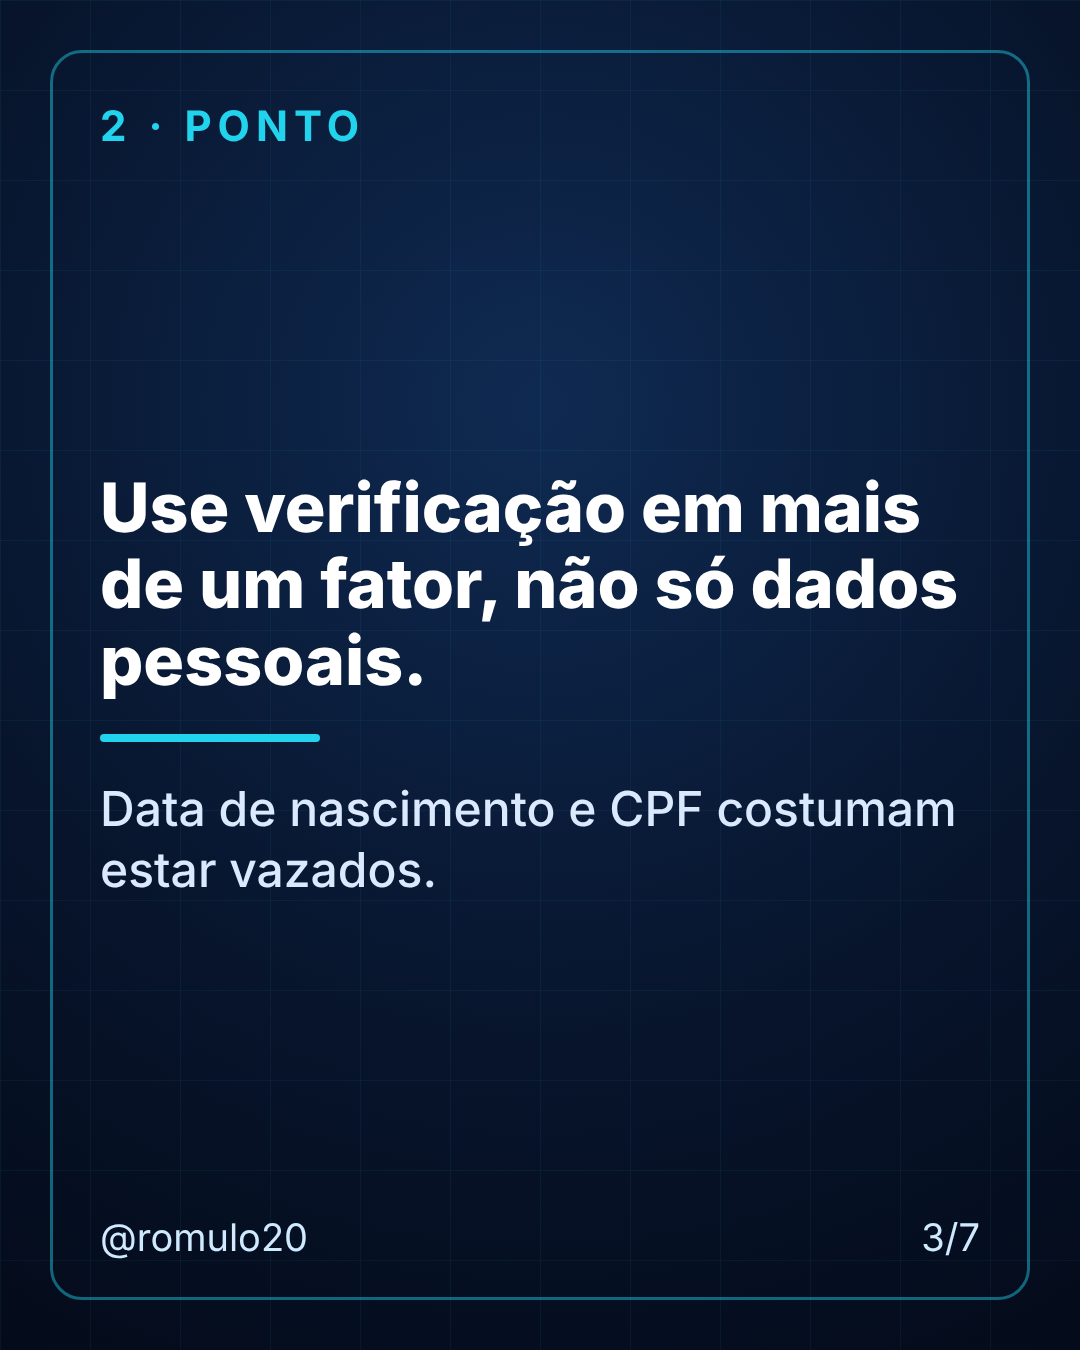 2 · PONTO
Use verificação em mais
de um fator, não só dados
pessoais.
Data de nascimento e CPF costumam
estar vazados.
@romulo20
3/7